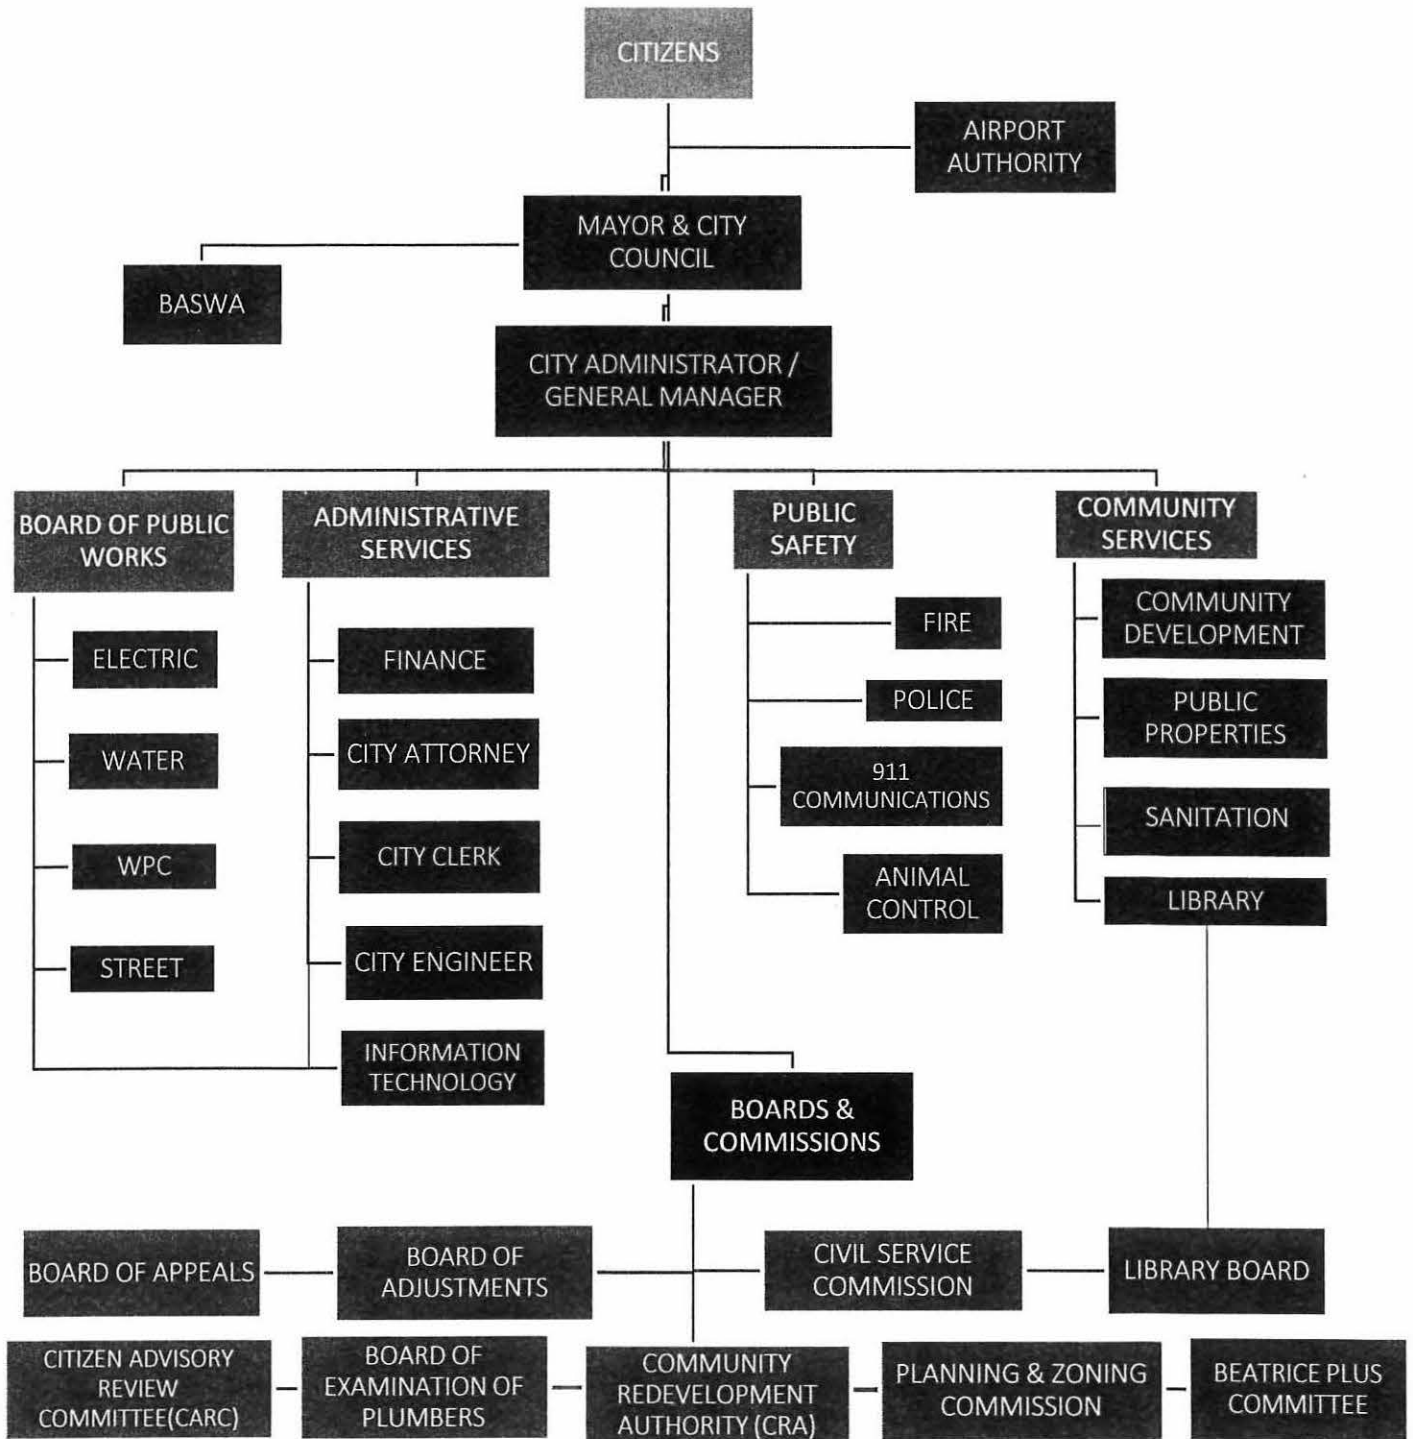 CITIZENS
AIRPORT
AUTHORITY
MAYOR & CITY
COUNCIL
BASWA
CITY ADMINISTRATOR /
GENERAL MANAGER
BOARD OF PUBLIC
WORKS
ADMINISTRATIVE
SERVICES
PUBLIC
SAFETY
COMMUNITY
SERVICES
ELECTRIC
WATER
WPC
STREET
FINANCE
CITY ATTORNEY
CITY CLERK
CITY ENGINEER
INFORMATION
TECHNOLOGY
FIRE
POLICE
911
COMMUNICATIONS
ANIMAL
CONTROL
COMMUNITY
DEVELOPMENT
PUBLIC
PROPERTIES
SANITATION
LIBRARY
BOARDS &
COMMISSIONS
BOARD OF APPEALS
BOARD OF
ADJUSTMENTS
CIVIL SERVICE
COMMISSION
LIBRARY BOARD
CITIZEN ADVISORY
REVIEW
COMMITTEE(CARC)
BOARD OF
EXAMINATION OF
PLUMBERS
COMMUNITY
REDEVELOPMENT
AUTHORITY (CRA)
PLANNING & ZONING
COMMISSION
BEATRICE PLUS
COMMITTEE